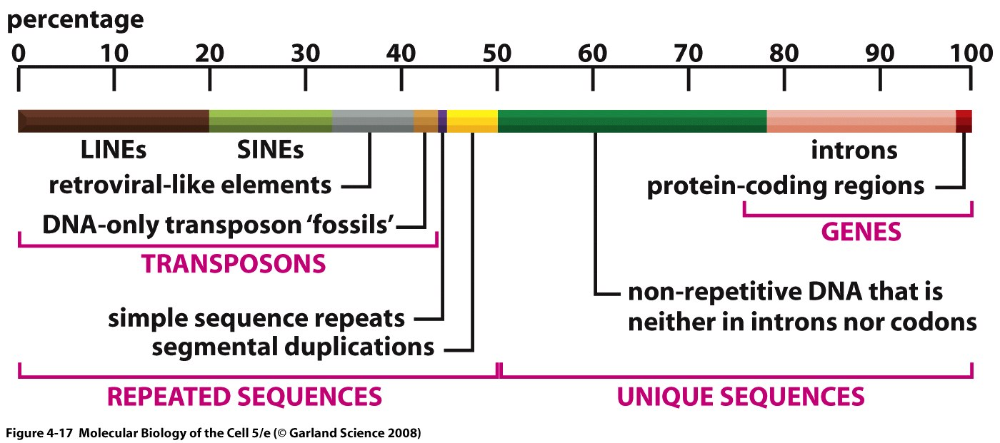 percentage
0 10 20 30 40 50 60 70 80 90 100
LINEs SINEs introns
retroviral-like elements protein-coding regions
DNA-only transposon ‘fossils’ GENES
TRANSPOSONS
non-repetitive DNA that is
neither in introns nor codons
simple sequence repeats
segmental duplications
REPEATED SEQUENCES UNIQUE SEQUENCES
Figure 4-17 Molecular Biology of the Cell 5/e (© Garland Science 2008)